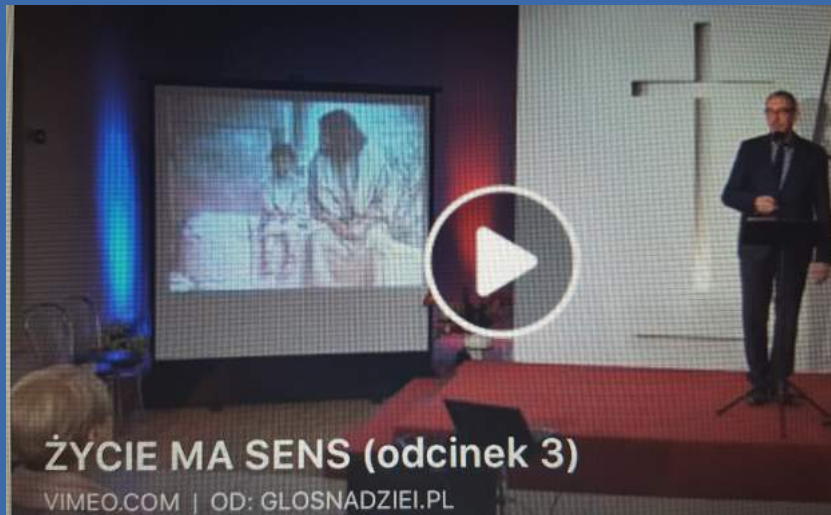 ŻYCIE MA SENS (odcinek 3)
VIMEO.COM | OD: GLOSNADZIEI.PL